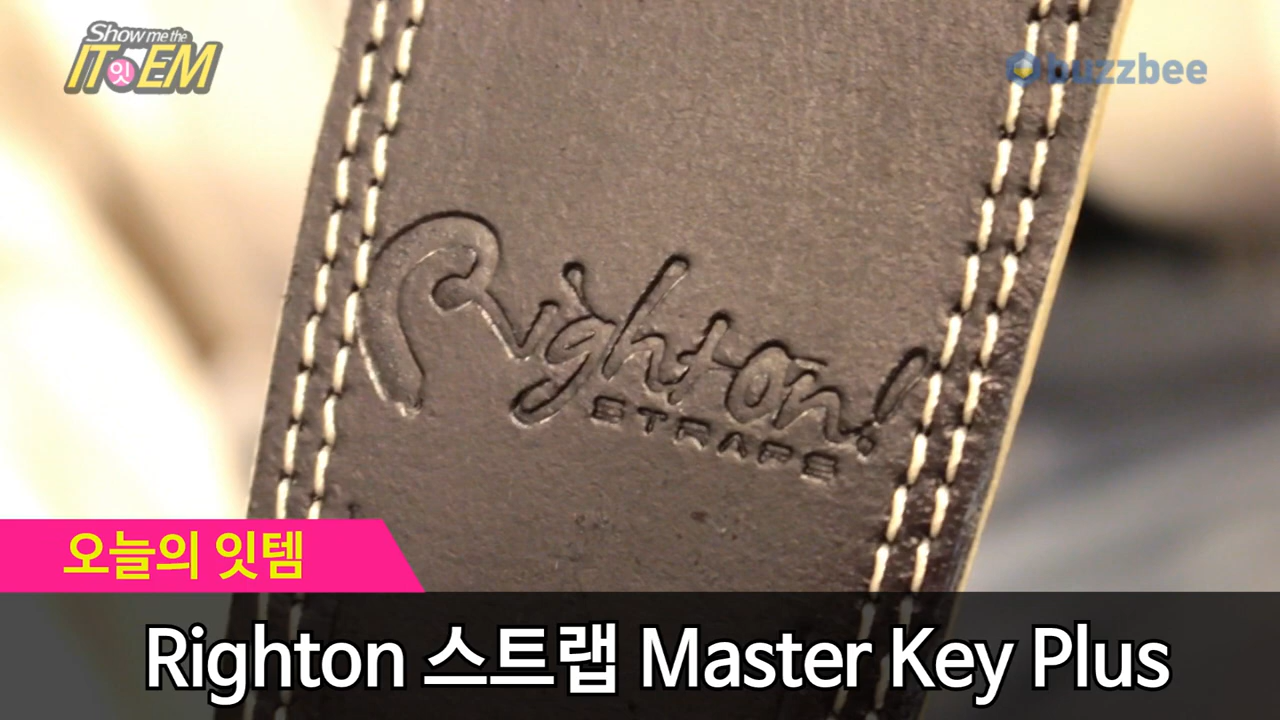 Show me the
IT잇EM
buzzbee
Righton!
STRAPS
오늘의 잇템
Righton 스트랩 Master Key Plus